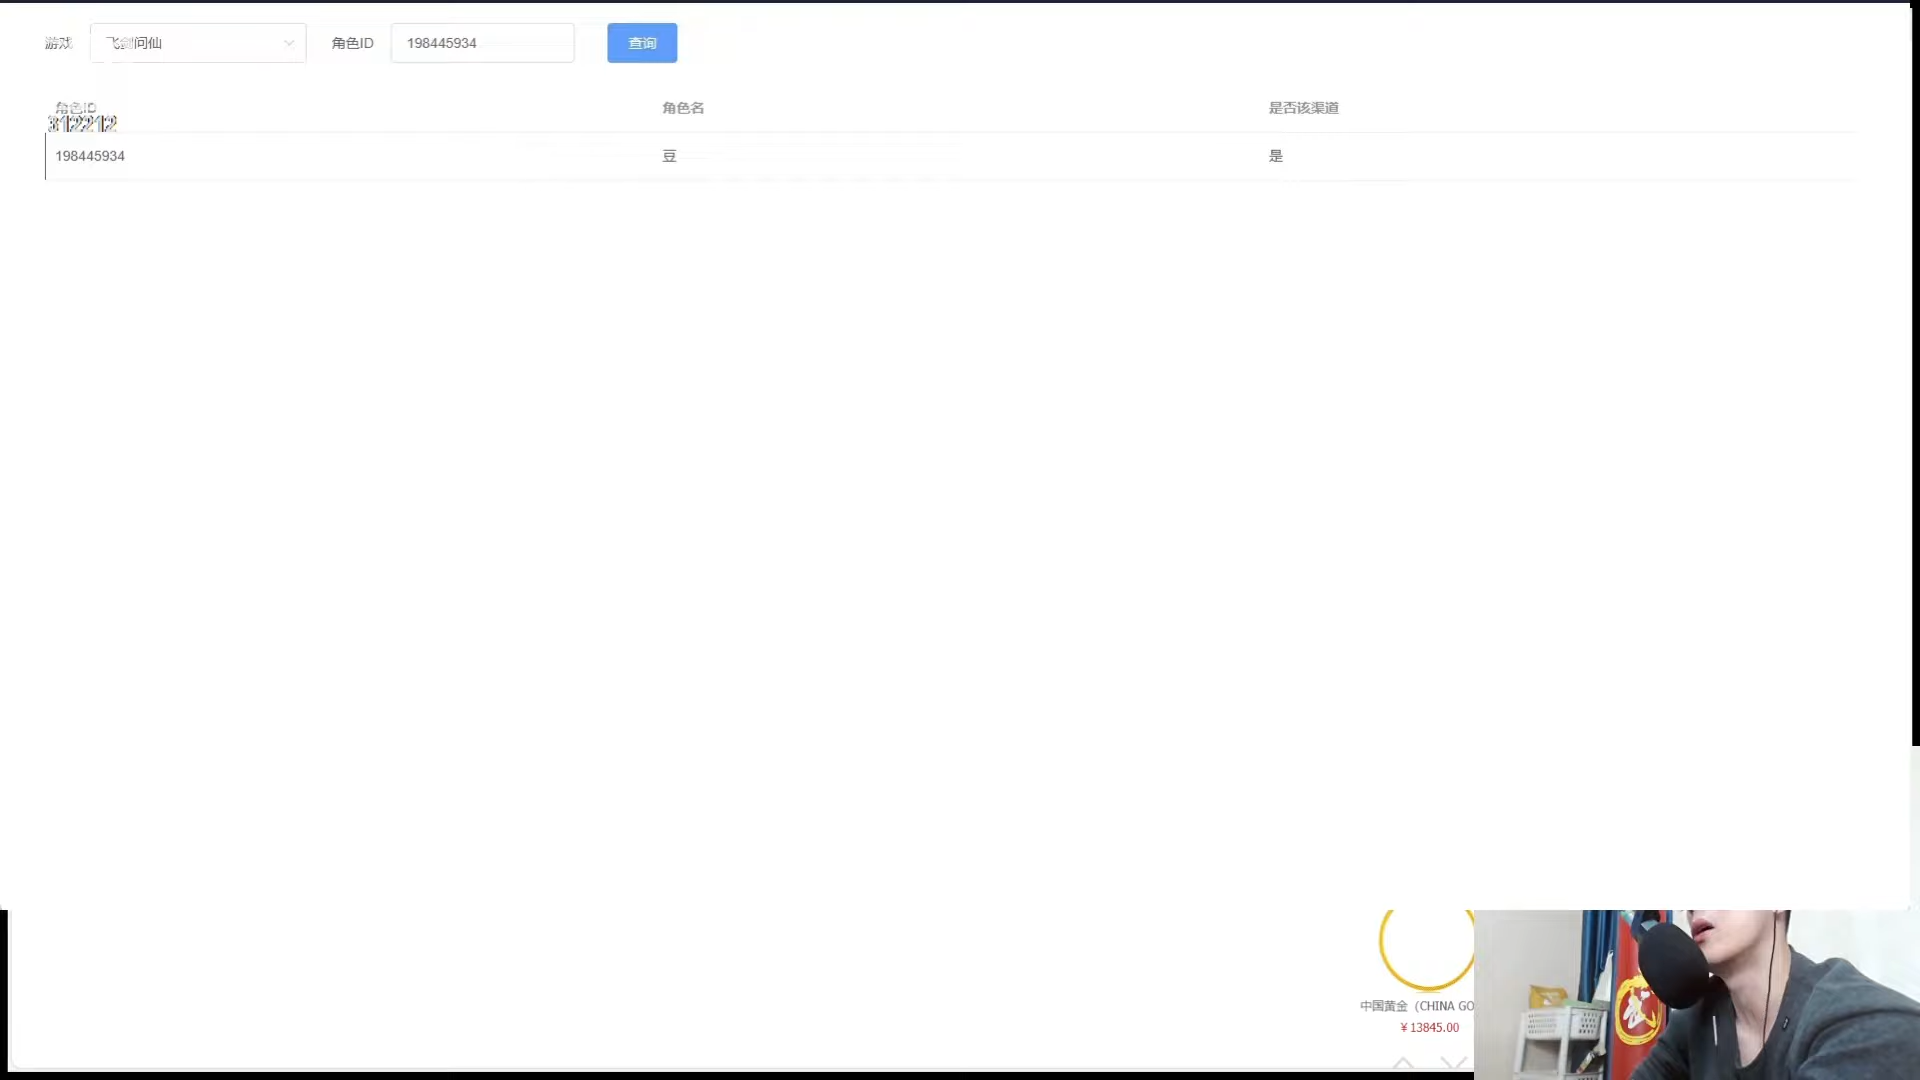 游戏 飞剑问仙 角色ID 198445934 查询
角色ID 角色名 是否该渠道
312212
198445934 豆 是
中国黄金（CHINA GO
¥13845.00